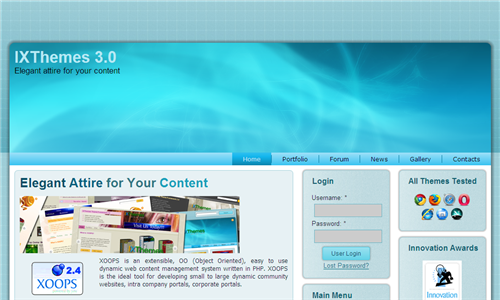 IXThemes 3.0
Elegant attire for your content
Home Portfolio Forum News Gallery Contacts
Elegant Attire for Your Content
XOOPS is an extensible, OO (Object Oriented), easy to use
dynamic web content management system written in PHP. XOOPS
is the ideal tool for developing small to large dynamic community
websites, intra company portals, corporate portals.
2.4
XOOPS
Login
Username: *
Password: *
User Login
Lost Password?
Main Menu
All Themes Tested
Innovation Awards
Innovation